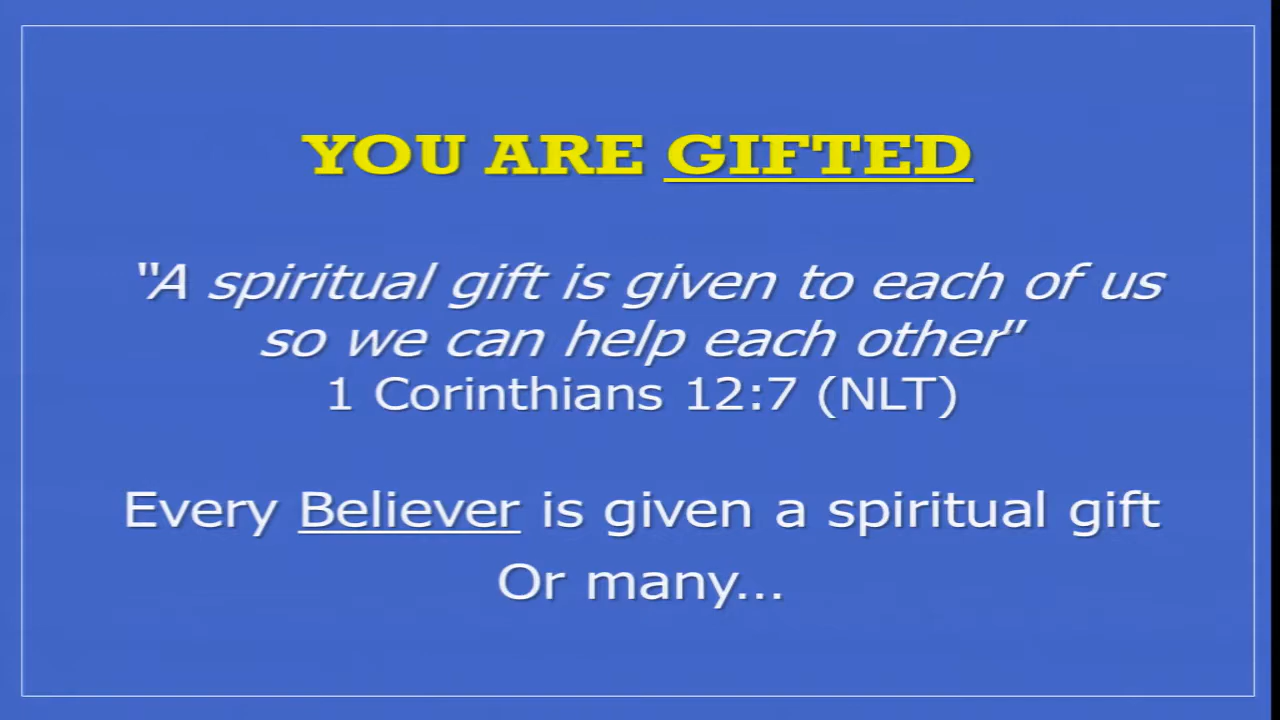 YOU ARE GIFTED
"A spiritual gift is given to each of us
so we can help each other"
1 Corinthians 12:7 (NLT)
Every Believer is given a spiritual gift
Or many...